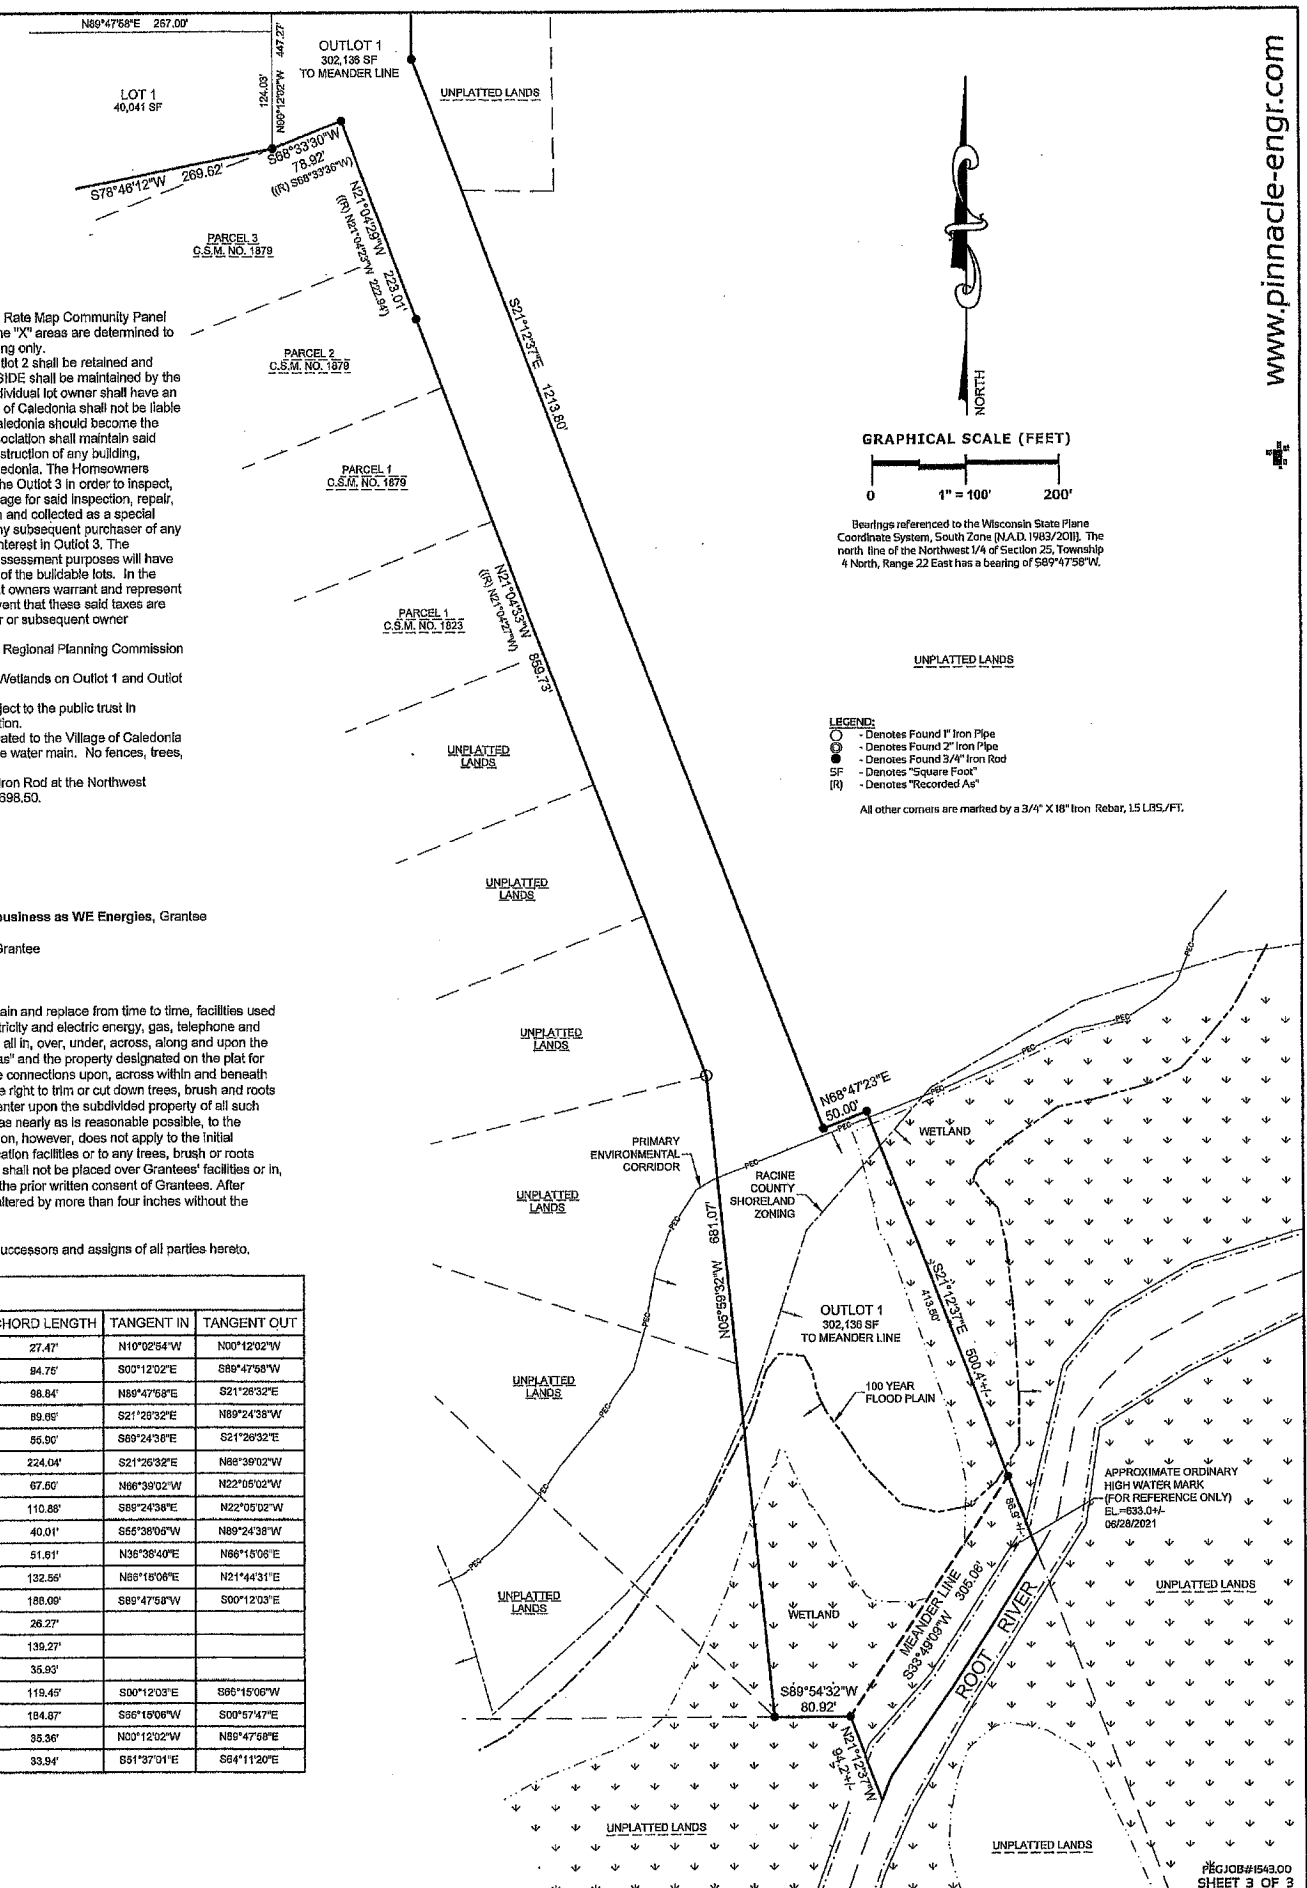 N89°47'58"E 267.00'
447.27'
N00°12'02"W
124.03'
OUTLOT 1
302,136 SF
TO MEANDER LINE
LOT 1
40,041 SF
UNPLATTED LANDS
S68°33'30"W
78.92'
((R) S68°33'36"W)
S78°46'12"W 269.62'
N21°04'29"W 223.01'
((R) N21°04'23"W 222.94')
PARCEL 3
C.S.M. NO. 1879
S21°12'37"E 1213.80'
PARCEL 2
C.S.M. NO. 1879
PARCEL 1
C.S.M. NO. 1879
N21°04'33"W 859.73'
((R) N21°04'27"W)
PARCEL 1
C.S.M. NO. 1823
www.pinnacle-engr.com
NORTH
GRAPHICAL SCALE (FEET)
0 1" = 100' 200'
Bearings referenced to the Wisconsin State Plane
Coordinate System, South Zone (N.A.D. 1983/2011). The
north line of the Northwest 1/4 of Section 25, Township
4 North, Range 22 East has a bearing of S89°47'58"W.
UNPLATTED LANDS
LEGEND:
- Denotes Found 1" Iron Pipe
- Denotes Found 2" Iron Pipe
- Denotes Found 3/4" Iron Rod
SF - Denotes "Square Foot"
(R) - Denotes "Recorded As"
All other corners are marked by a 3/4" X 18" Iron Rebar, 1.5 LBS./FT.
Rate Map Community Panel
ne "X" areas are determined to
ng only.
tlot 2 shall be retained and
SIDE shall be maintained by the
dividual lot owner shall have an
of Caledonia shall not be liable
aledonia should become the
ociation shall maintain said
struction of any building,
edonia. The Homeowners
he Outlot 3 in order to inspect,
age for said inspection, repair,
n and collected as a special
ny subsequent purchaser of any
nterest in Outlot 3. The
ssessment purposes will have
of the buildable lots. In the
t owners warrant and represent
vent that these said taxes are
r or subsequent owner
Regional Planning Commission
Wetlands on Outlot 1 and Outlot
ject to the public trust in
tion.
ated to the Village of Caledonia
e water main. No fences, trees,
Iron Rod at the Northwest
698.50.
business as WE Energies, Grantee
Grantee
ain and replace from time to time, facilities used
tricity and electric energy, gas, telephone and
all in, over, under, across, along and upon the
as" and the property designated on the plat for
e connections upon, across within and beneath
e right to trim or cut down trees, brush and roots
enter upon the subdivided property of all such
as nearly as is reasonable possible, to the
on, however, does not apply to the initial
cation facilities or to any trees, brush or roots
shall not be placed over Grantees' facilities or in,
the prior written consent of Grantees. After
altered by more than four inches without the
uccessors and assigns of all parties hereto.
HORD LENGTH TANGENT IN TANGENT OUT
27.47' N10°02'54"W N00°12'02"W
94.75' S00°12'02"E S89°47'58"W
98.84' N89°47'58"E S21°26'32"E
89.69' S21°26'32"E N69°24'38"W
55.90' S69°24'38"E S21°26'32"E
224.04' S21°26'32"E N66°39'02"W
67.50' N66°39'02"W N22°05'02"W
110.88' S89°24'38"E N22°05'02"W
40.01' S55°38'05"W N89°24'38"W
51.61' N36°38'40"E N66°15'06"E
132.56' N66°15'06"E N21°44'31"E
188.09' S89°47'58"W S00°12'03"E
26.27'
139.27'
35.93'
119.45' S00°12'03"E S66°15'06"W
184.87' S66°15'06"W S00°57'47"E
35.36' N00°12'02"W N89°47'58"E
33.94' S51°37'01"E S64°11'20"E
UNPLATTED
LANDS
UNPLATTED
LANDS
UNPLATTED
LANDS
UNPLATTED
LANDS
UNPLATTED
LANDS
UNPLATTED
LANDS
PEC
PEC
PEC
PEC
N68°47'23"E
50.00'
PEC
WETLAND
PRIMARY
ENVIRONMENTAL
CORRIDOR
PEC
RACINE
COUNTY
SHORELAND
ZONING
PEC
N05°59'32"W 681.07'
S21°12'37"E 500.4'+/-
413.60'
OUTLOT 1
302,136 SF
TO MEANDER LINE
PEC
100 YEAR
FLOOD PLAIN
PEC
PEC
PEC
86.9' +/-
APPROXIMATE ORDINARY
HIGH WATER MARK
(FOR REFERENCE ONLY)
EL.=633.0+/-
06/28/2021
MEANDER LINE
S33°49'09"W 305.08'
WETLAND
ROOT RIVER
UNPLATTED LANDS
S89°54'32"W
80.92'
N21°12'37"W
94.2'+/-
UNPLATTED LANDS
UNPLATTED LANDS
PEGJOB#1543.00
SHEET 3 OF 3